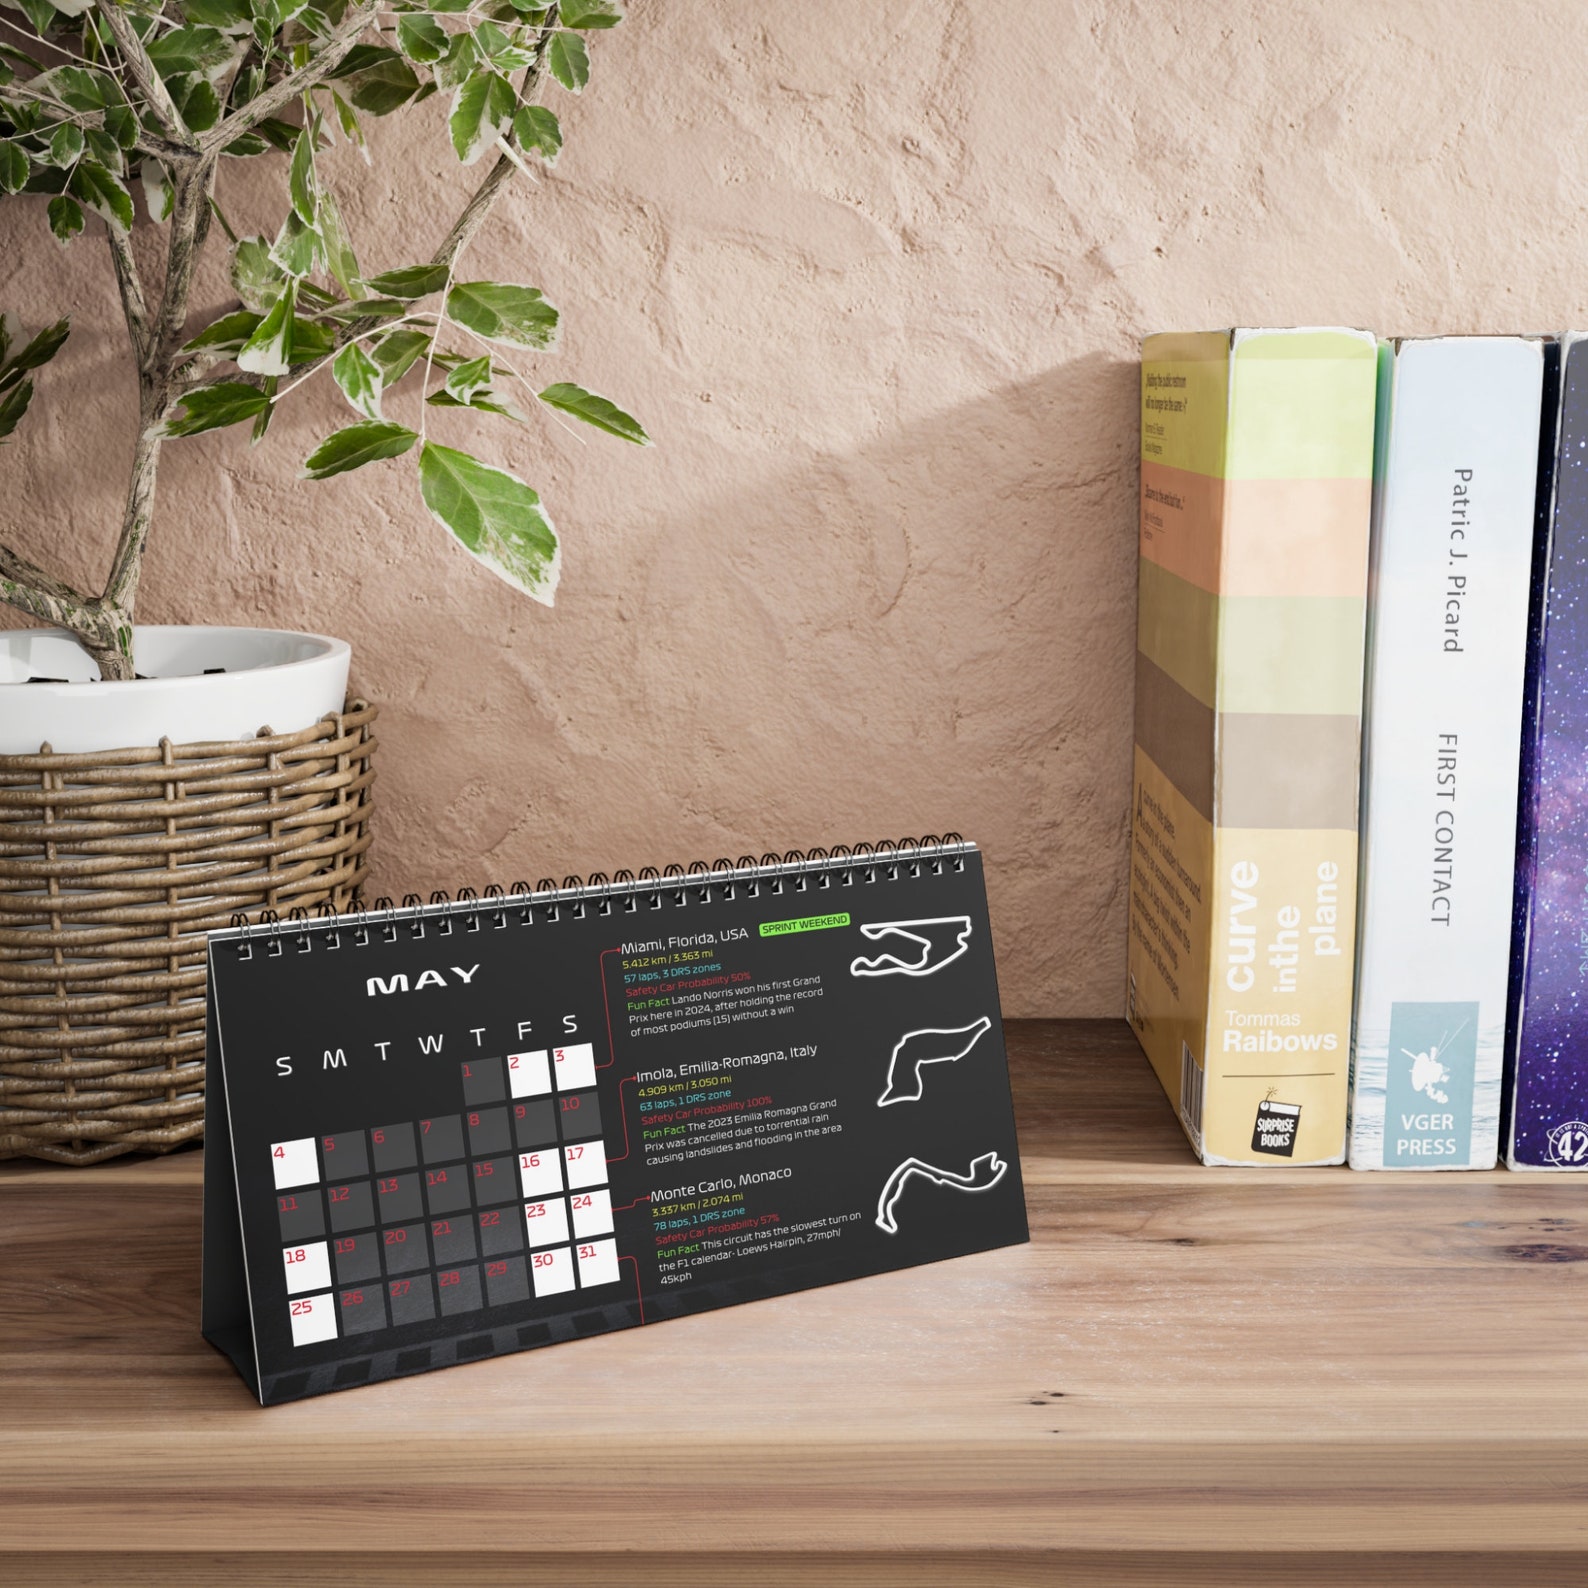 MAY
S M T W T F S
1 2 3
4 5 6 7 8 9 10
11 12 13 14 15 16 17
18 19 20 21 22 23 24
25 26 27 28 29 30 31
Miami, Florida, USA SPRINT WEEKEND
5.412 km / 3.363 mi
57 laps, 3 DRS zones
Safety Car Probability 50%
Fun Fact Lando Norris won his first Grand
Prix here in 2024, after holding the record
of most podiums (15) without a win
Imola, Emilia-Romagna, Italy
4.909 km / 3.050 mi
63 laps, 1 DRS zone
Safety Car Probability 100%
Fun Fact The 2023 Emilia Romagna Grand
Prix was cancelled due to torrential rain
causing landslides and flooding in the area
Monte Carlo, Monaco
3.337 km / 2.074 mi
78 laps, 1 DRS zone
Safety Car Probability 57%
Fun Fact This circuit has the slowest turn on
the F1 calendar- Loews Hairpin, 27mph/
45kph
curve
inthe
plane
Tommas
Raibows
SURPRISE
BOOKS
Patric J. Picard
FIRST CONTACT
VGER
PRESS
42